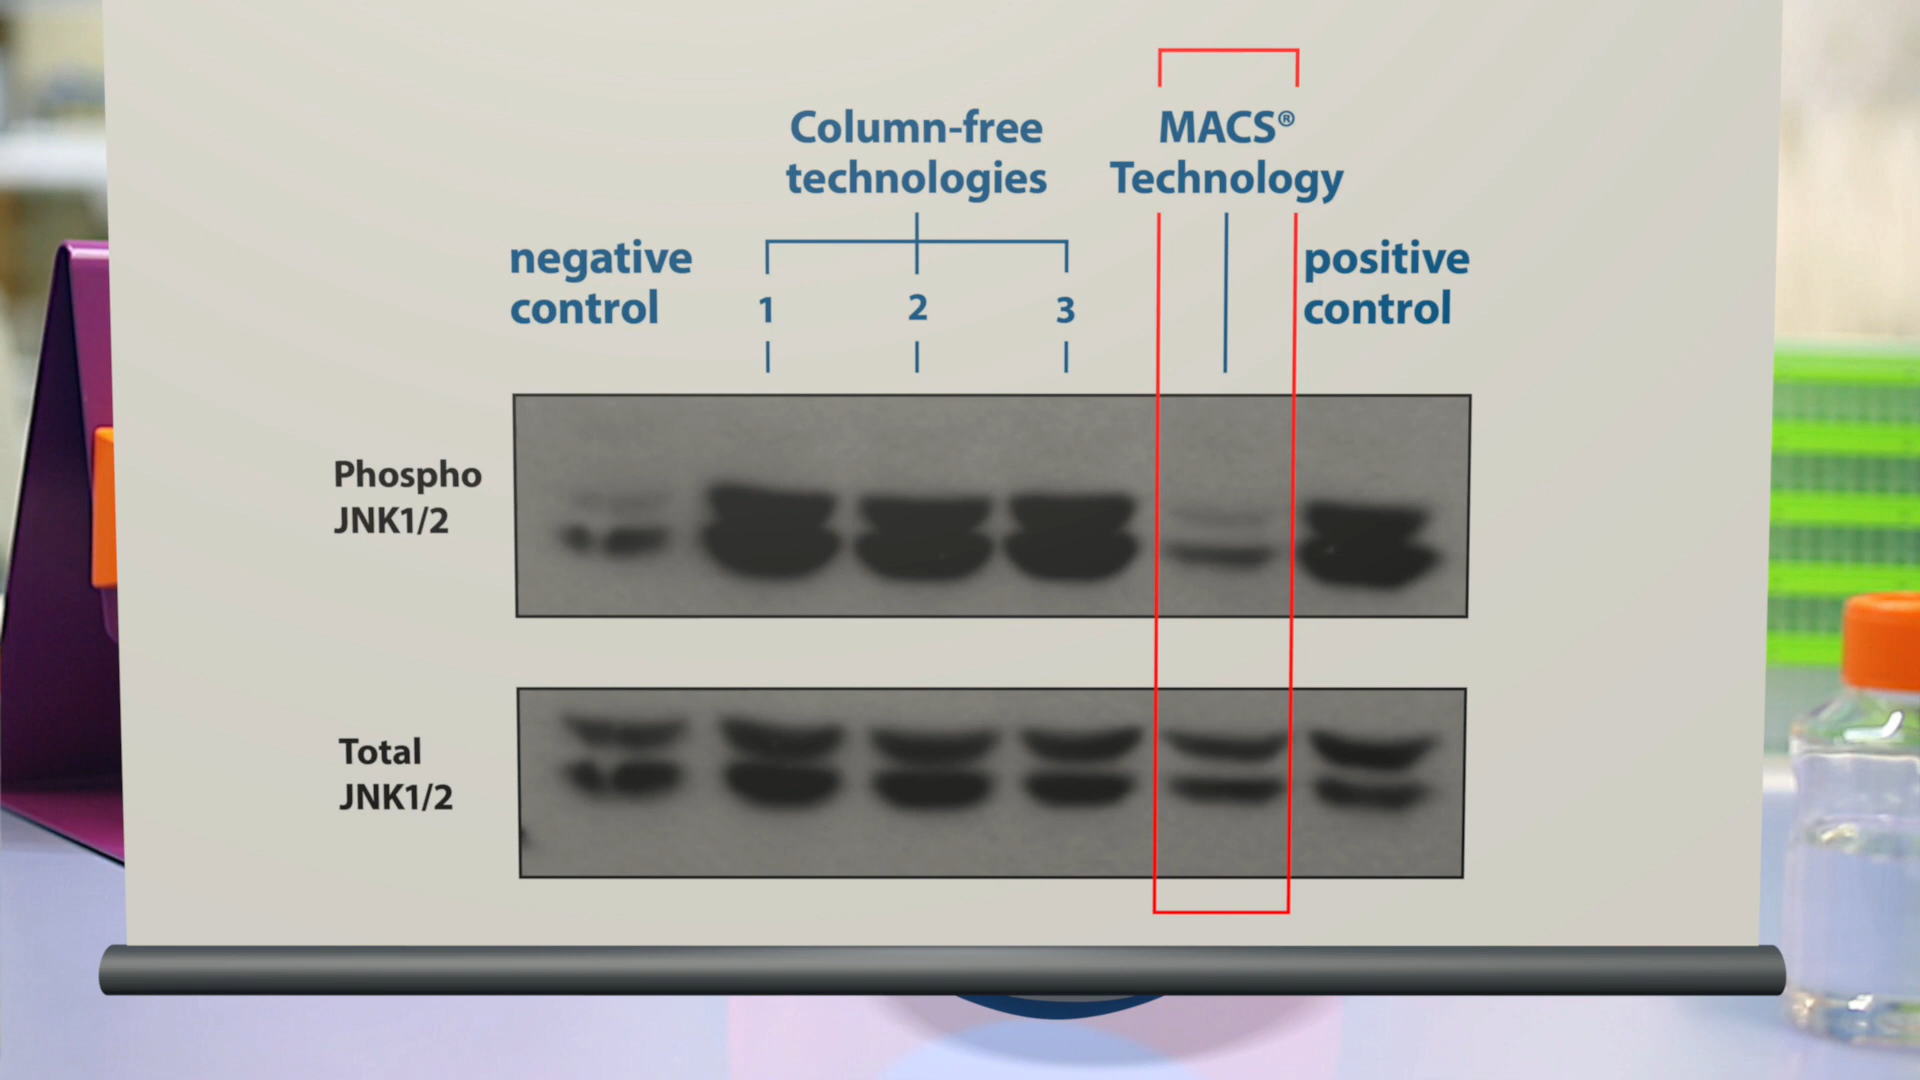 Column-free
technologies
MACS®
Technology
negative
control
1
2
3
positive
control
Phospho
JNK1/2
Total
JNK1/2